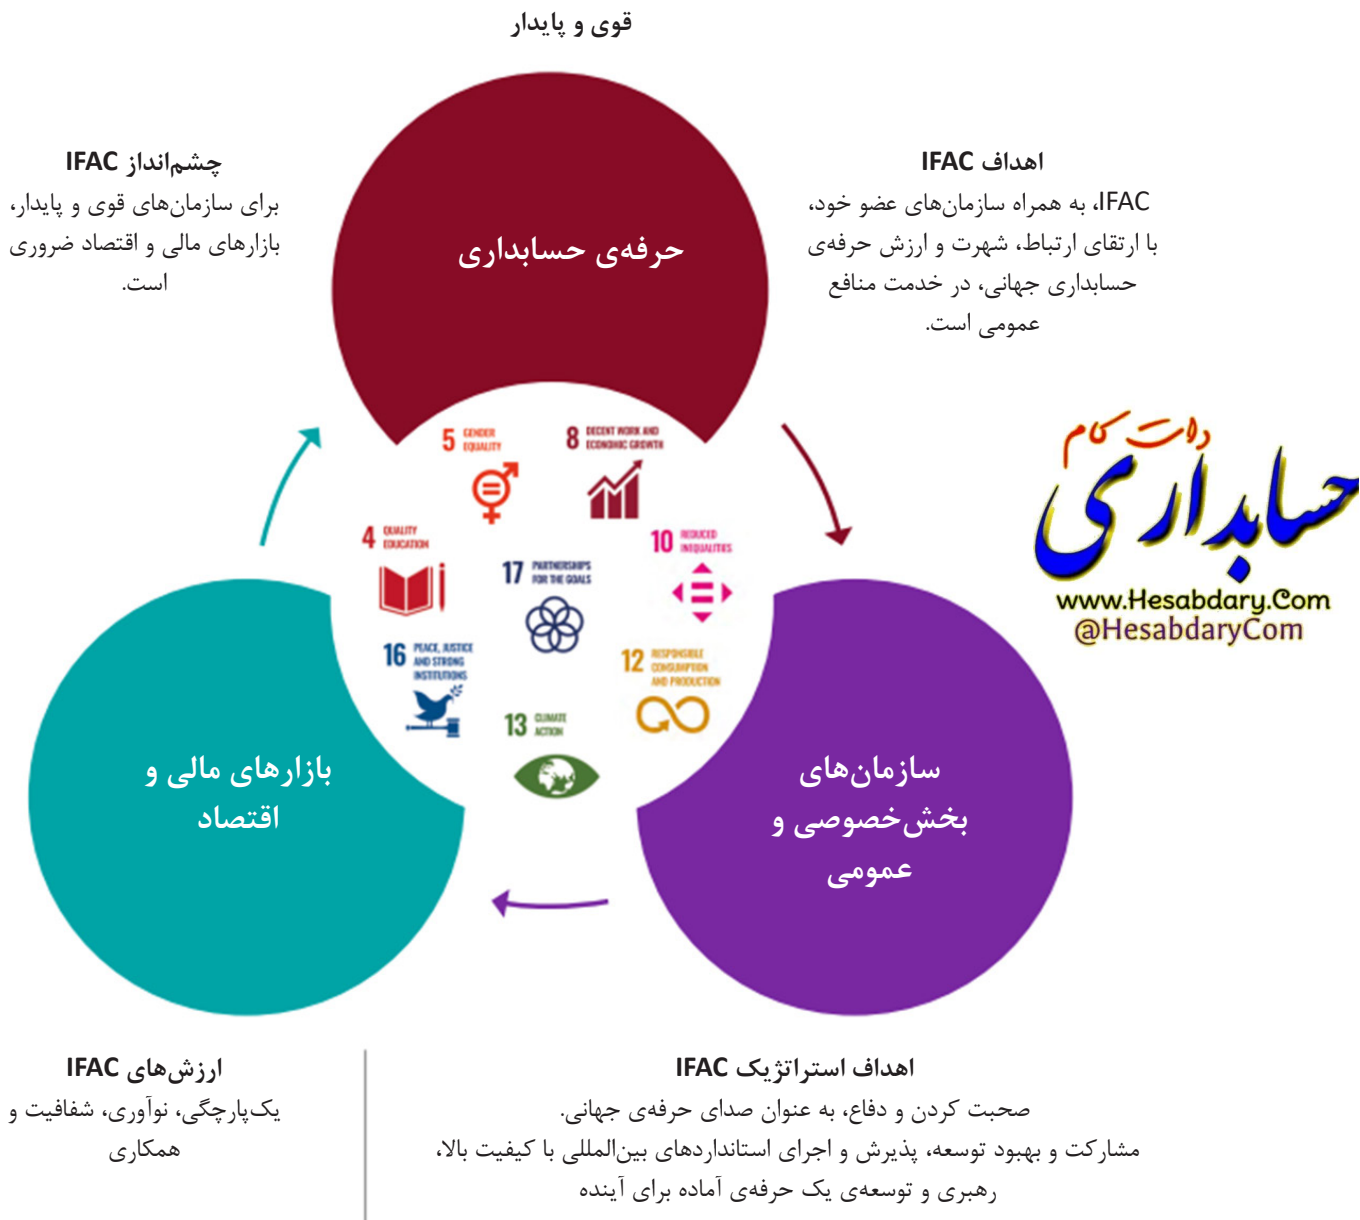 قوی و پایدار
اهداف IFAC
IFAC، به همراه سازمان‌های عضو خود،
با ارتقای ارتباط، شهرت و ارزش حرفه‌ی
حسابداری جهانی، در خدمت منافع
عمومی است.
چشم‌انداز IFAC
برای سازمان‌های قوی و پایدار،
بازارهای مالی و اقتصاد ضروری
است.
حرفه‌ی حسابداری
5 GENDER
EQUALITY
8 DECENT WORK AND
ECONOMIC GROWTH
4 QUALITY
EDUCATION
17 PARTNERSHIPS
FOR THE GOALS
10 REDUCED
INEQUALITIES
16 PEACE, JUSTICE
AND STRONG
INSTITUTIONS
12 RESPONSIBLE
CONSUMPTION
AND PRODUCTION
13 CLIMATE
ACTION
دات کام
حسابداری
www.Hesabdary.Com
@HesabdaryCom
سازمان‌های
بخش‌خصوصی و
عمومی
بازارهای مالی و
اقتصاد
اهداف استراتژیک IFAC
صحبت کردن و دفاع، به عنوان صدای حرفه‌ی جهانی.
مشارکت و بهبود توسعه، پذیرش و اجرای استانداردهای بین‌المللی با کیفیت بالا،
رهبری و توسعه‌ی یک حرفه‌ی آماده برای آینده
ارزش‌های IFAC
یک‌پارچگی، نوآوری، شفافیت و
همکاری